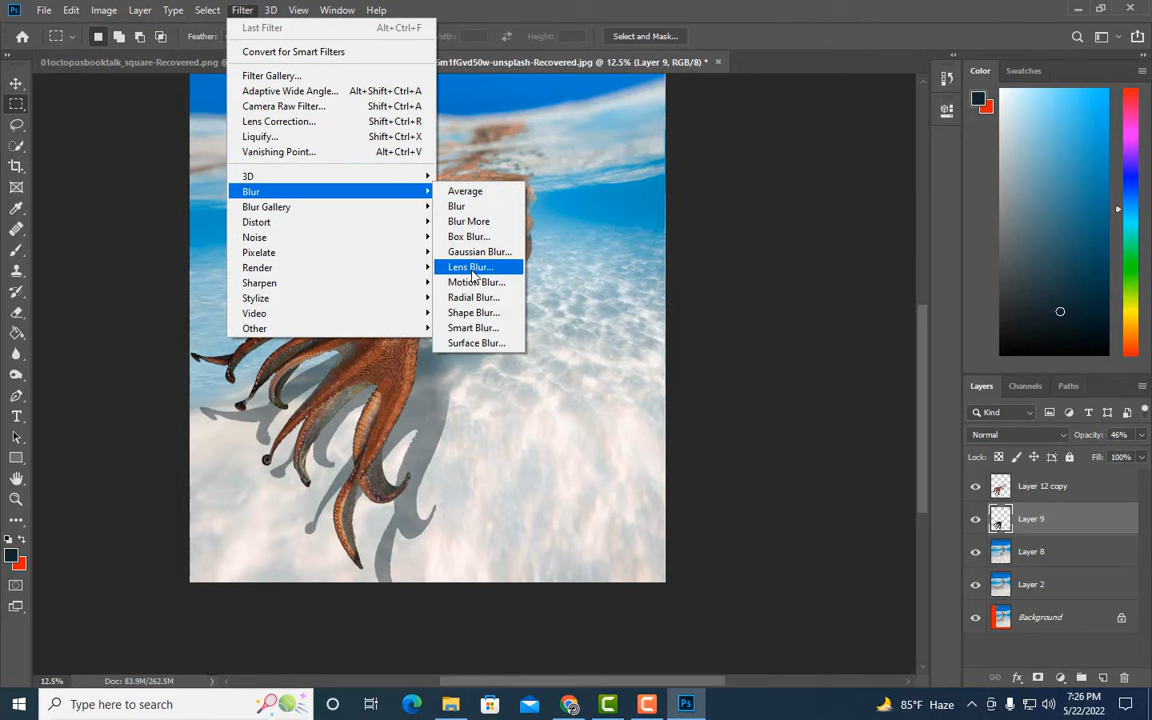 Ps File Edit Image Layer Type Select Filter 3D View Window Help
Last Filter Alt+Ctrl+F
Feather: Width: Height: Select and Mask...
Convert for Smart Filters
01octopusbooktalk_square-Recovered.png 6m1fGvd50w-unsplash-Recovered.jpg @ 12.5% (Layer 9, RGB/8) * ×
Color Swatches
Filter Gallery...
Adaptive Wide Angle... Alt+Shift+Ctrl+A
Camera Raw Filter... Shift+Ctrl+A
Lens Correction... Shift+Ctrl+R
Liquify... Shift+Ctrl+X
Vanishing Point... Alt+Ctrl+V
3D
Blur
Blur Gallery
Distort
Noise
Pixelate
Render
Sharpen
Stylize
Video
Other
Average
Blur
Blur More
Box Blur...
Gaussian Blur...
Lens Blur...
Motion Blur...
Radial Blur...
Shape Blur...
Smart Blur...
Surface Blur...
Layers Channels Paths
Kind
Normal Opacity: 46%
Lock: Fill: 100%
Layer 12 copy
Layer 9
Layer 8
Layer 2
Background
12.5% Doc: 83.9M/262.5M
Type here to search
85°F Haze
7:26 PM
5/22/2022